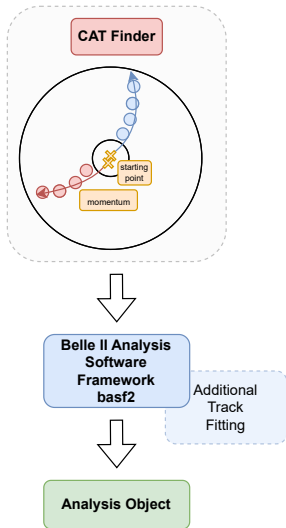 CAT Finder
starting
point
momentum
Belle II Analysis
Software
Framework
basf2
Additional
Track
Fitting
Analysis Object